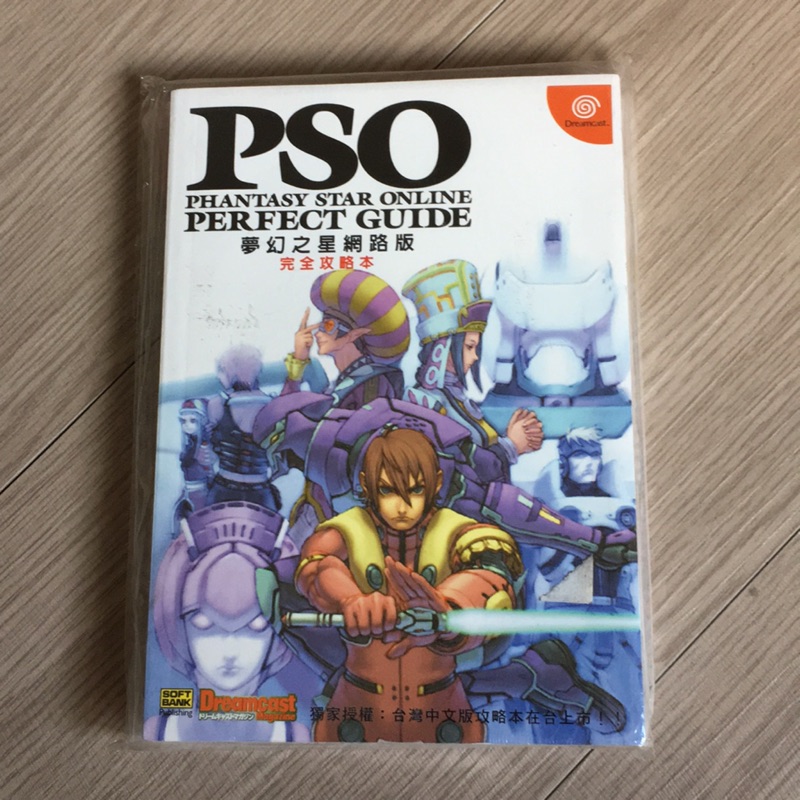 PSO
Dreamcast
PHANTASY STAR ONLINE
PERFECT GUIDE
夢幻之星網路版
完全攻略本
SOFT
BANK
Publishing
Dreamcast
Magazine
ドリームキャストマガジン
獨家授權：台灣中文版攻略本在台上市！！